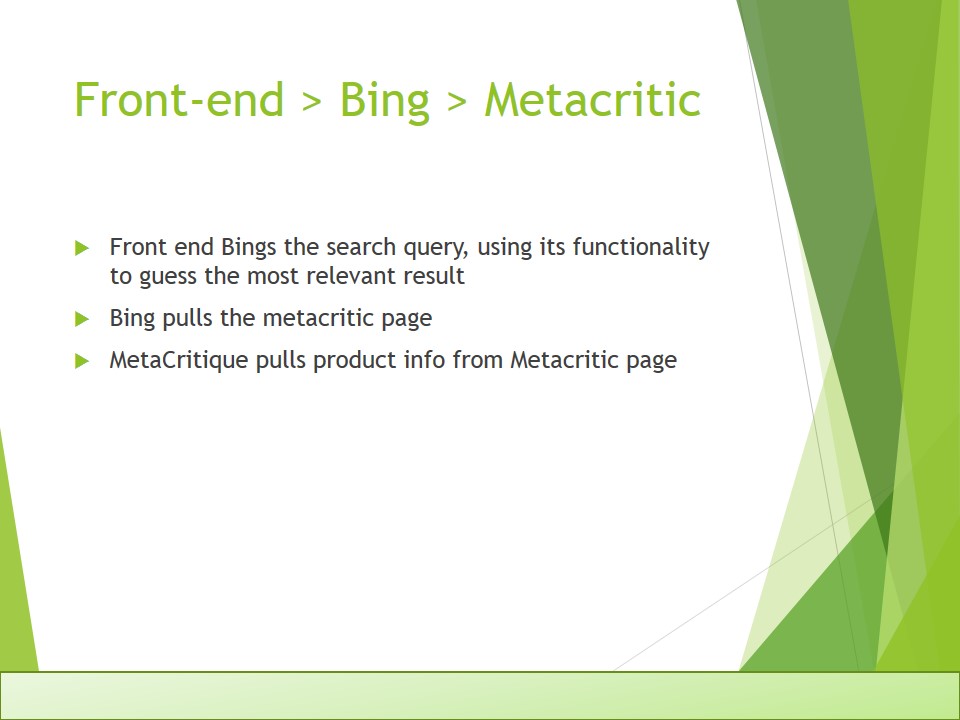 Front-end > Bing > Metacritic
Front end Bings the search query, using its functionality
to guess the most relevant result
Bing pulls the metacritic page
MetaCritique pulls product info from Metacritic page